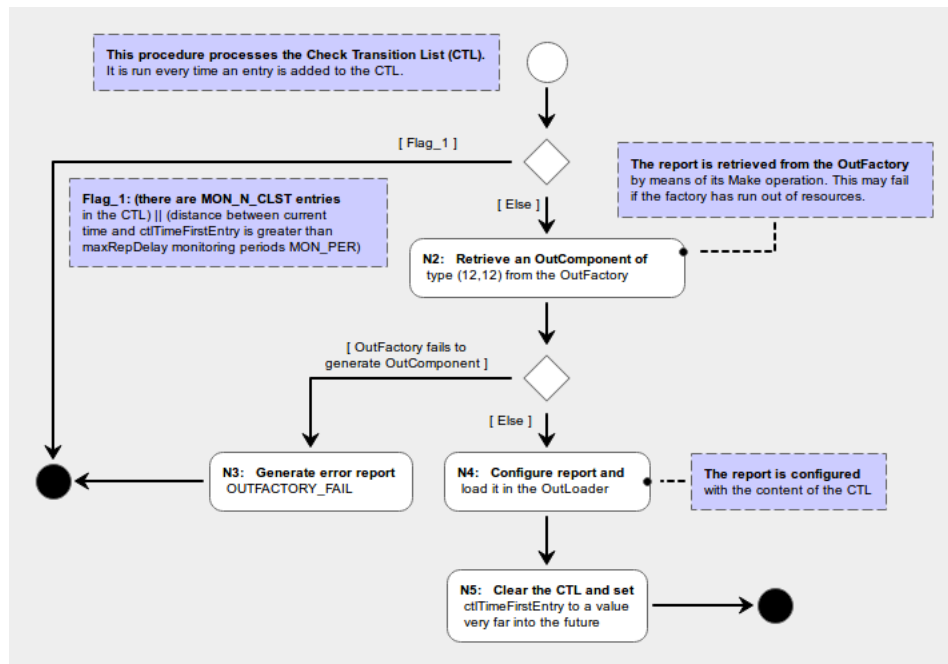 This procedure processes the Check Transition List (CTL).
It is run every time an entry is added to the CTL.
[ Flag_1 ]
The report is retrieved from the OutFactory
by means of its Make operation. This may fail
if the factory has run out of resources.
Flag_1: (there are MON_N_CLST entries
in the CTL) || (distance between current
time and ctlTimeFirstEntry is greater than
maxRepDelay monitoring periods MON_PER)
[ Else ]
N2: Retrieve an OutComponent of
type (12,12) from the OutFactory
[ OutFactory fails to
generate OutComponent ]
[ Else ]
N3: Generate error report
OUTFACTORY_FAIL
N4: Configure report and
load it in the OutLoader
The report is configured
with the content of the CTL
N5: Clear the CTL and set
ctlTimeFirstEntry to a value
very far into the future